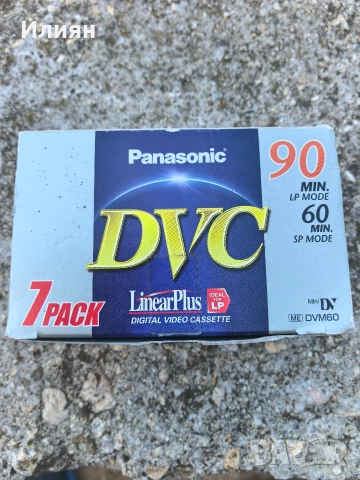 Илиян
Panasonic
90
MIN.
LP MODE
60
MIN.
SP MODE
DVC
LinearPlus
IDEAL FOR LP
DIGITAL VIDEO CASSETTE
7 PACK
Mini DV
ME DVM60
BAZAR